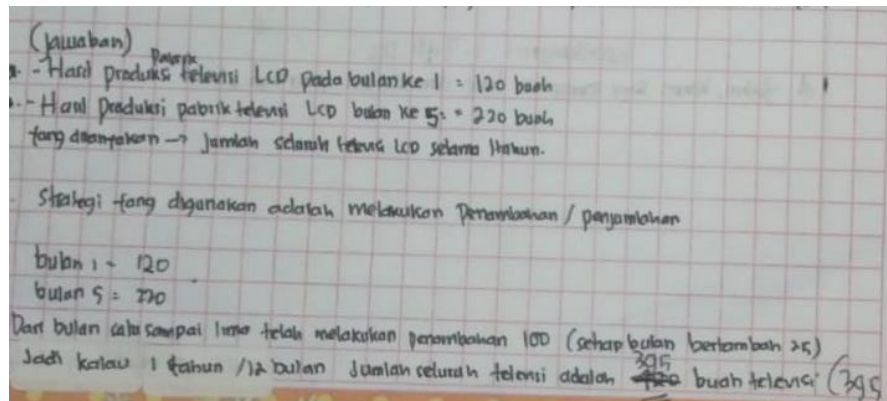 (Jawaban)
Pabrik
a. - Hasil produksi televisi LCD pada bulan ke 1 = 120 buah
- Hasil produksi pabrik televisi LCD bulan ke 5 = 220 buah
Yang ditanyakan → Jumlah seluruh televisi LCD selama 1 tahun.
Strategi yang digunakan adalah melakukan Penambahan / penjumlahan
bulan 1 = 120
bulan 5 = 220
Dari bulan satu sampai lima telah melakukan penambahan 100 (setiap bulan bertambah 25)
395
Jadi kalau 1 tahun /12 bulan Jumlah seluruh televisi adalah buah televisi (395